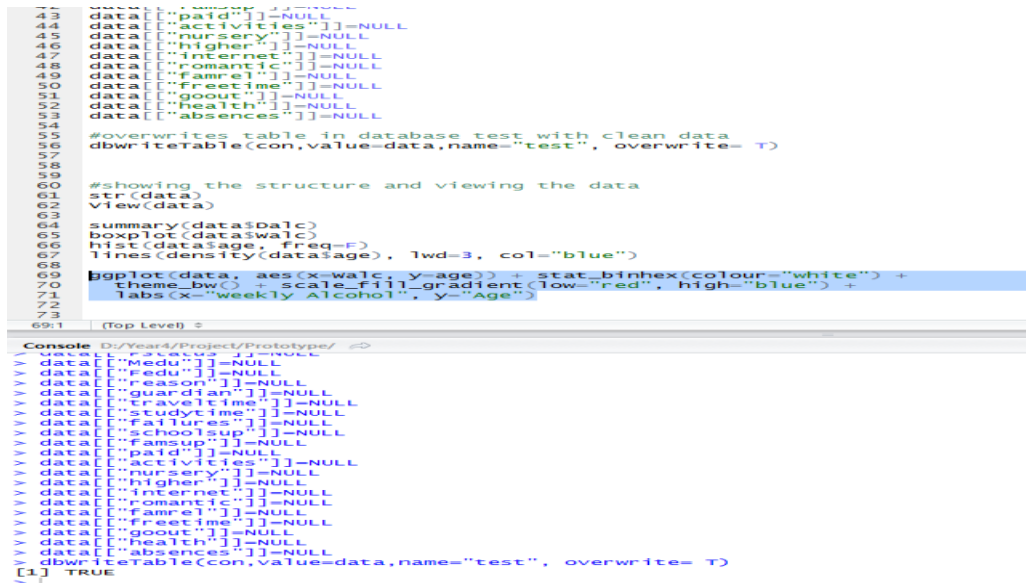 43 data[["paid"]]=NULL
44 data[["activities"]]=NULL
45 data[["nursery"]]=NULL
46 data[["higher"]]=NULL
47 data[["internet"]]=NULL
48 data[["romantic"]]=NULL
49 data[["famrel"]]=NULL
50 data[["freetime"]]=NULL
51 data[["goout"]]=NULL
52 data[["health"]]=NULL
53 data[["absences"]]=NULL
54
55 #overwrites table in database test with clean data
56 dbWriteTable(con,value=data,name="test", overwrite= T)
57
58
59
60 #showing the structure and viewing the data
61 str(data)
62 View(data)
63
64 summary(data$Dalc)
65 boxplot(data$Walc)
66 hist(data$age, freq=F)
67 lines(density(data$age), lwd=3, col="blue")
68
69 ggplot(data, aes(x=Walc, y=age)) + stat_binhex(colour="white") +
70 theme_bw() + scale_fill_gradient(low="red", high="blue") +
71 labs(x="Weekly Alcohol", y="Age")
72
73
69:1 (Top Level)
Console D:/Year4/Project/Prototype/
> data[["Pstatus"]]=NULL
> data[["Medu"]]=NULL
> data[["Fedu"]]=NULL
> data[["reason"]]=NULL
> data[["guardian"]]=NULL
> data[["traveltime"]]=NULL
> data[["studytime"]]=NULL
> data[["failures"]]=NULL
> data[["schoolsup"]]=NULL
> data[["famsup"]]=NULL
> data[["paid"]]=NULL
> data[["activities"]]=NULL
> data[["nursery"]]=NULL
> data[["higher"]]=NULL
> data[["internet"]]=NULL
> data[["romantic"]]=NULL
> data[["famrel"]]=NULL
> data[["freetime"]]=NULL
> data[["goout"]]=NULL
> data[["health"]]=NULL
> data[["absences"]]=NULL
> dbWriteTable(con,value=data,name="test", overwrite= T)
[1] TRUE
>